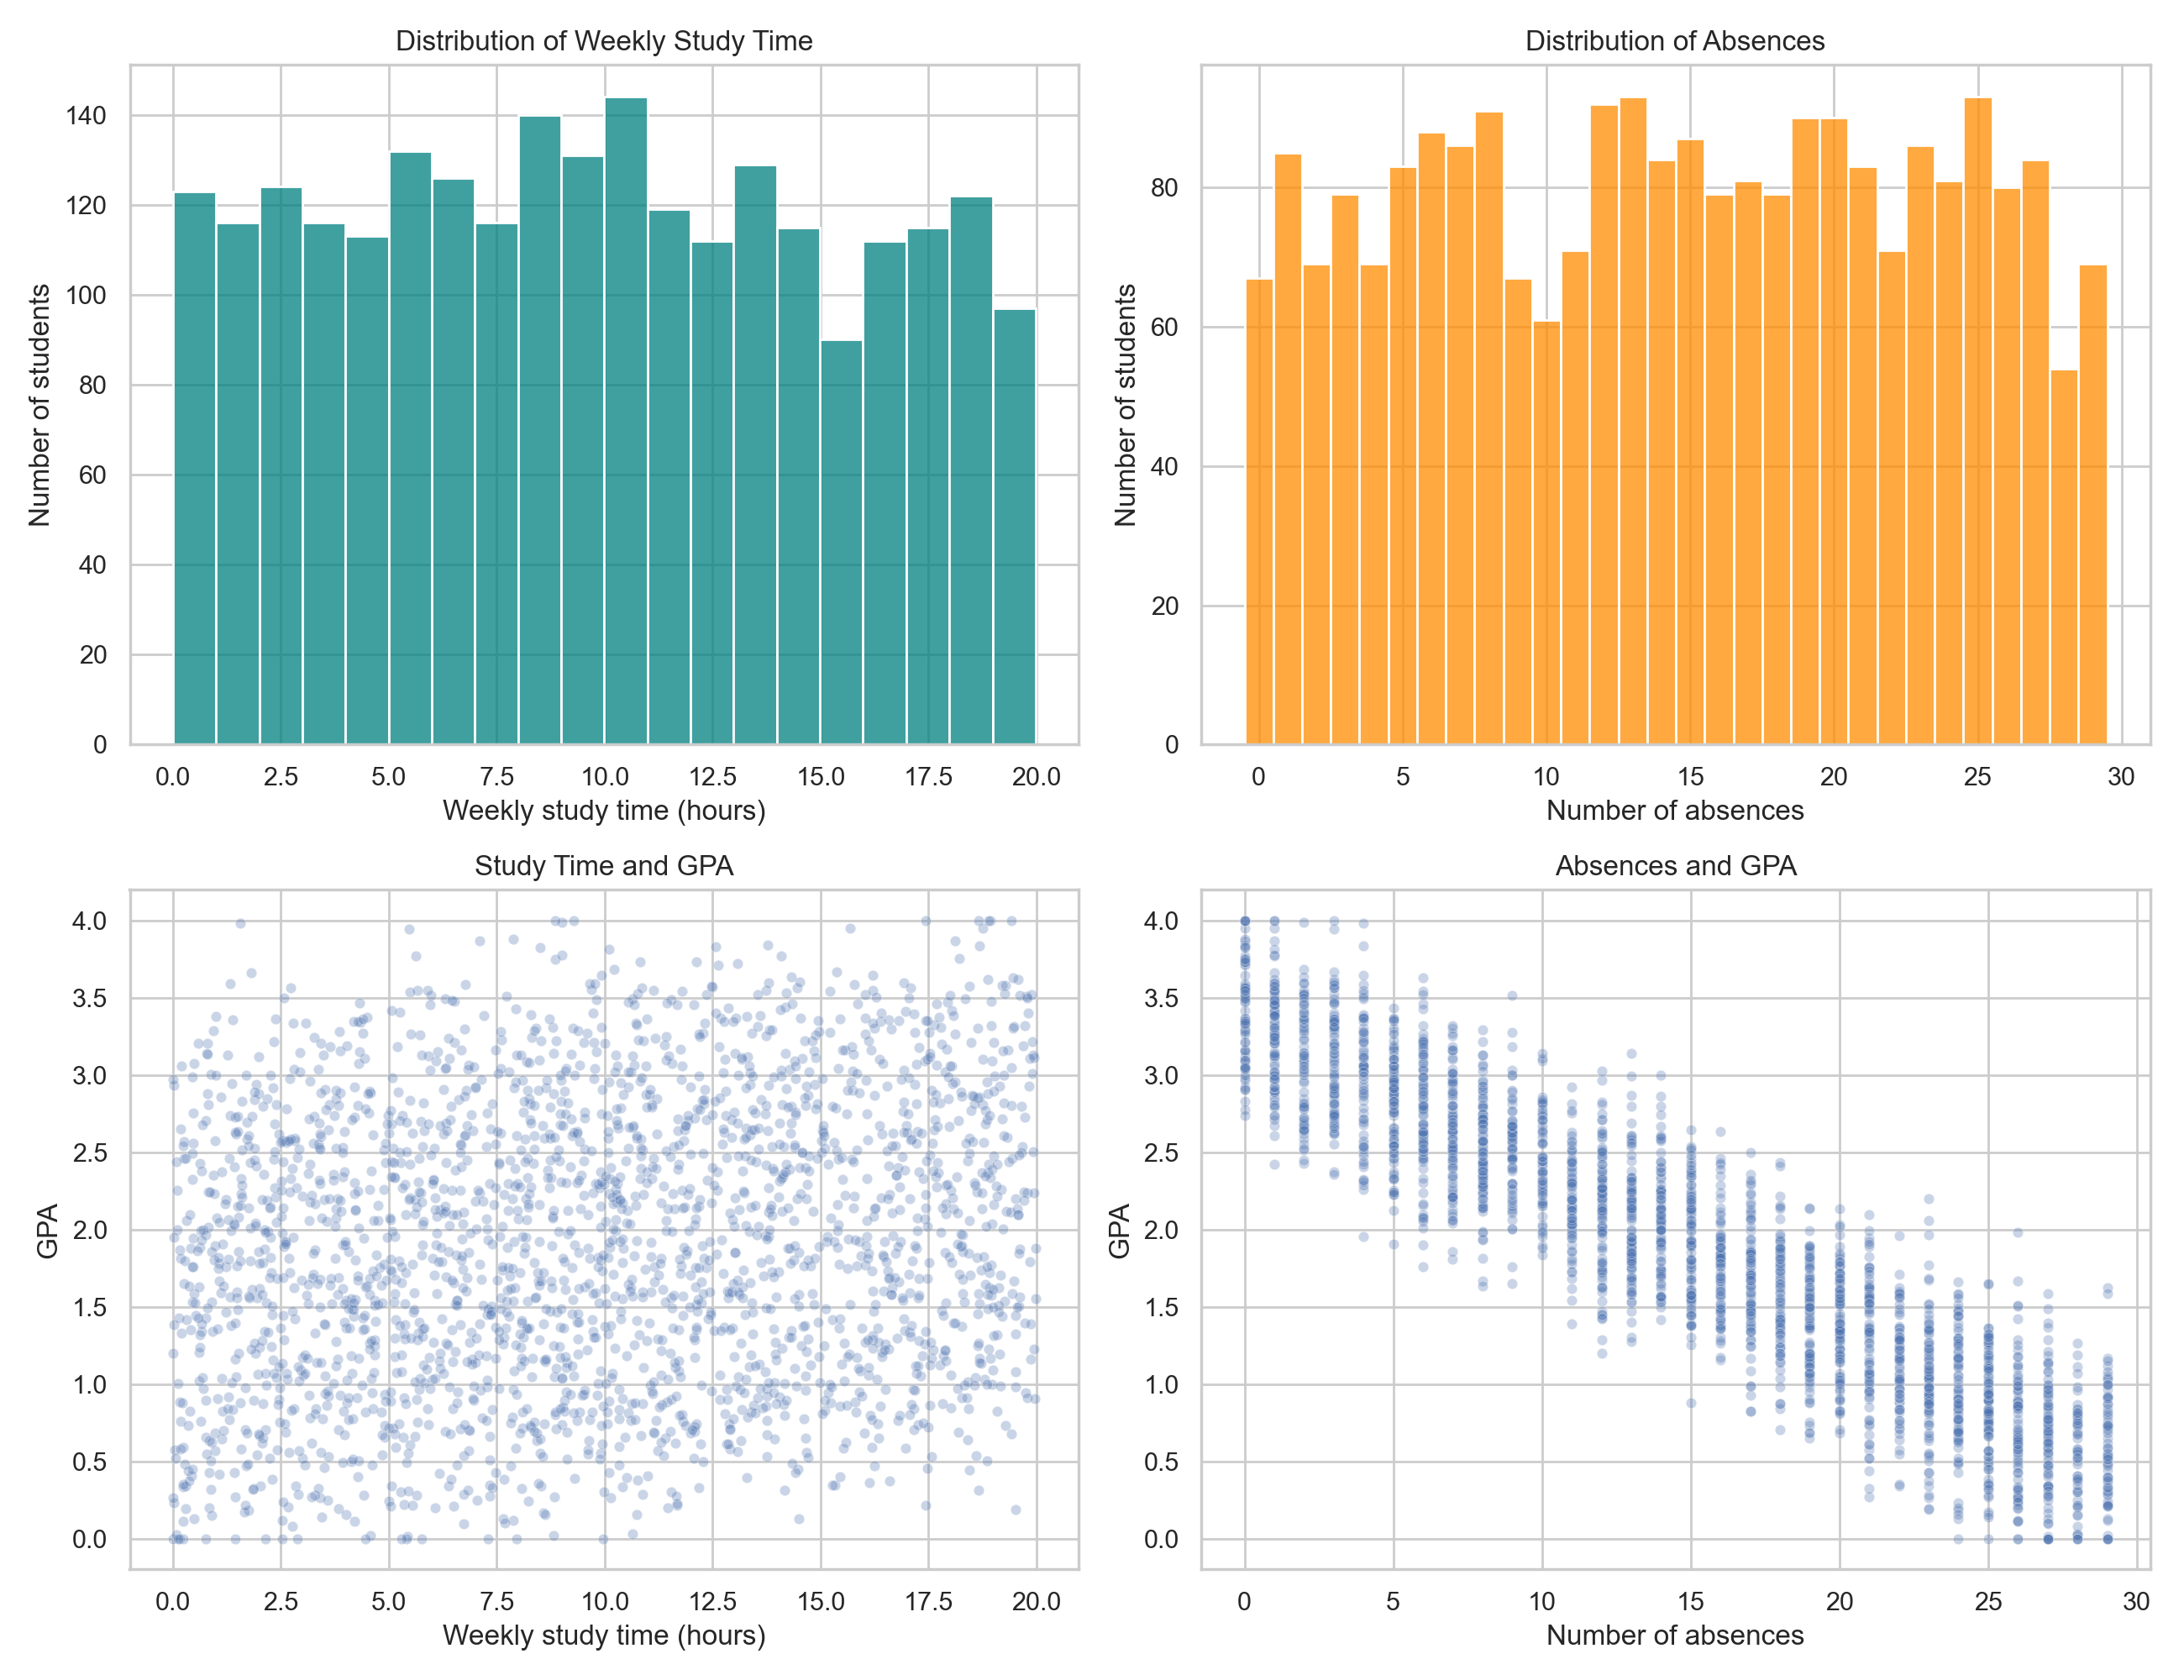 Distribution of Weekly Study Time
Number of students
140
120
100
80
60
40
20
0
0.0 2.5 5.0 7.5 10.0 12.5 15.0 17.5 20.0
Weekly study time (hours)
Distribution of Absences
Number of students
80
60
40
20
0
0 5 10 15 20 25 30
Number of absences
Study Time and GPA
GPA
4.0
3.5
3.0
2.5
2.0
1.5
1.0
0.5
0.0
0.0 2.5 5.0 7.5 10.0 12.5 15.0 17.5 20.0
Weekly study time (hours)
Absences and GPA
GPA
4.0
3.5
3.0
2.5
2.0
1.5
1.0
0.5
0.0
0 5 10 15 20 25 30
Number of absences